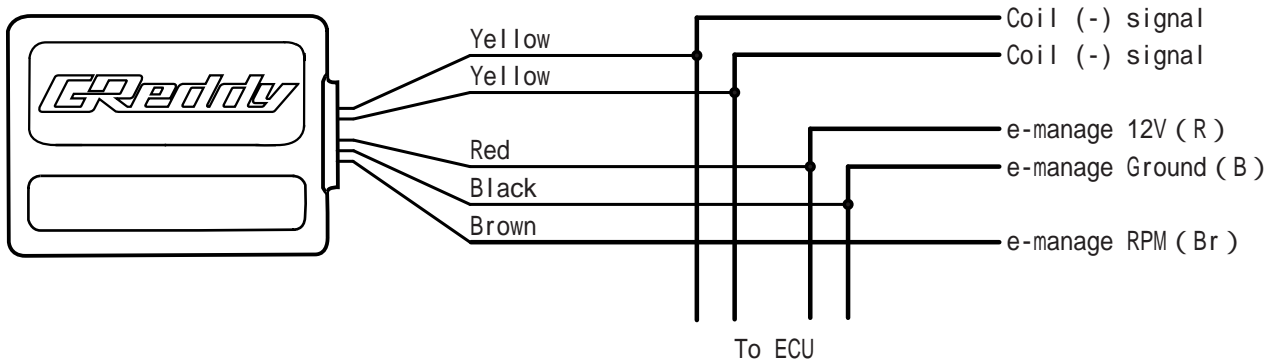 GReddy
Yellow
Yellow
Red
Black
Brown
Coil (-) signal
Coil (-) signal
e-manage 12V (R)
e-manage Ground (B)
e-manage RPM (Br)
To ECU